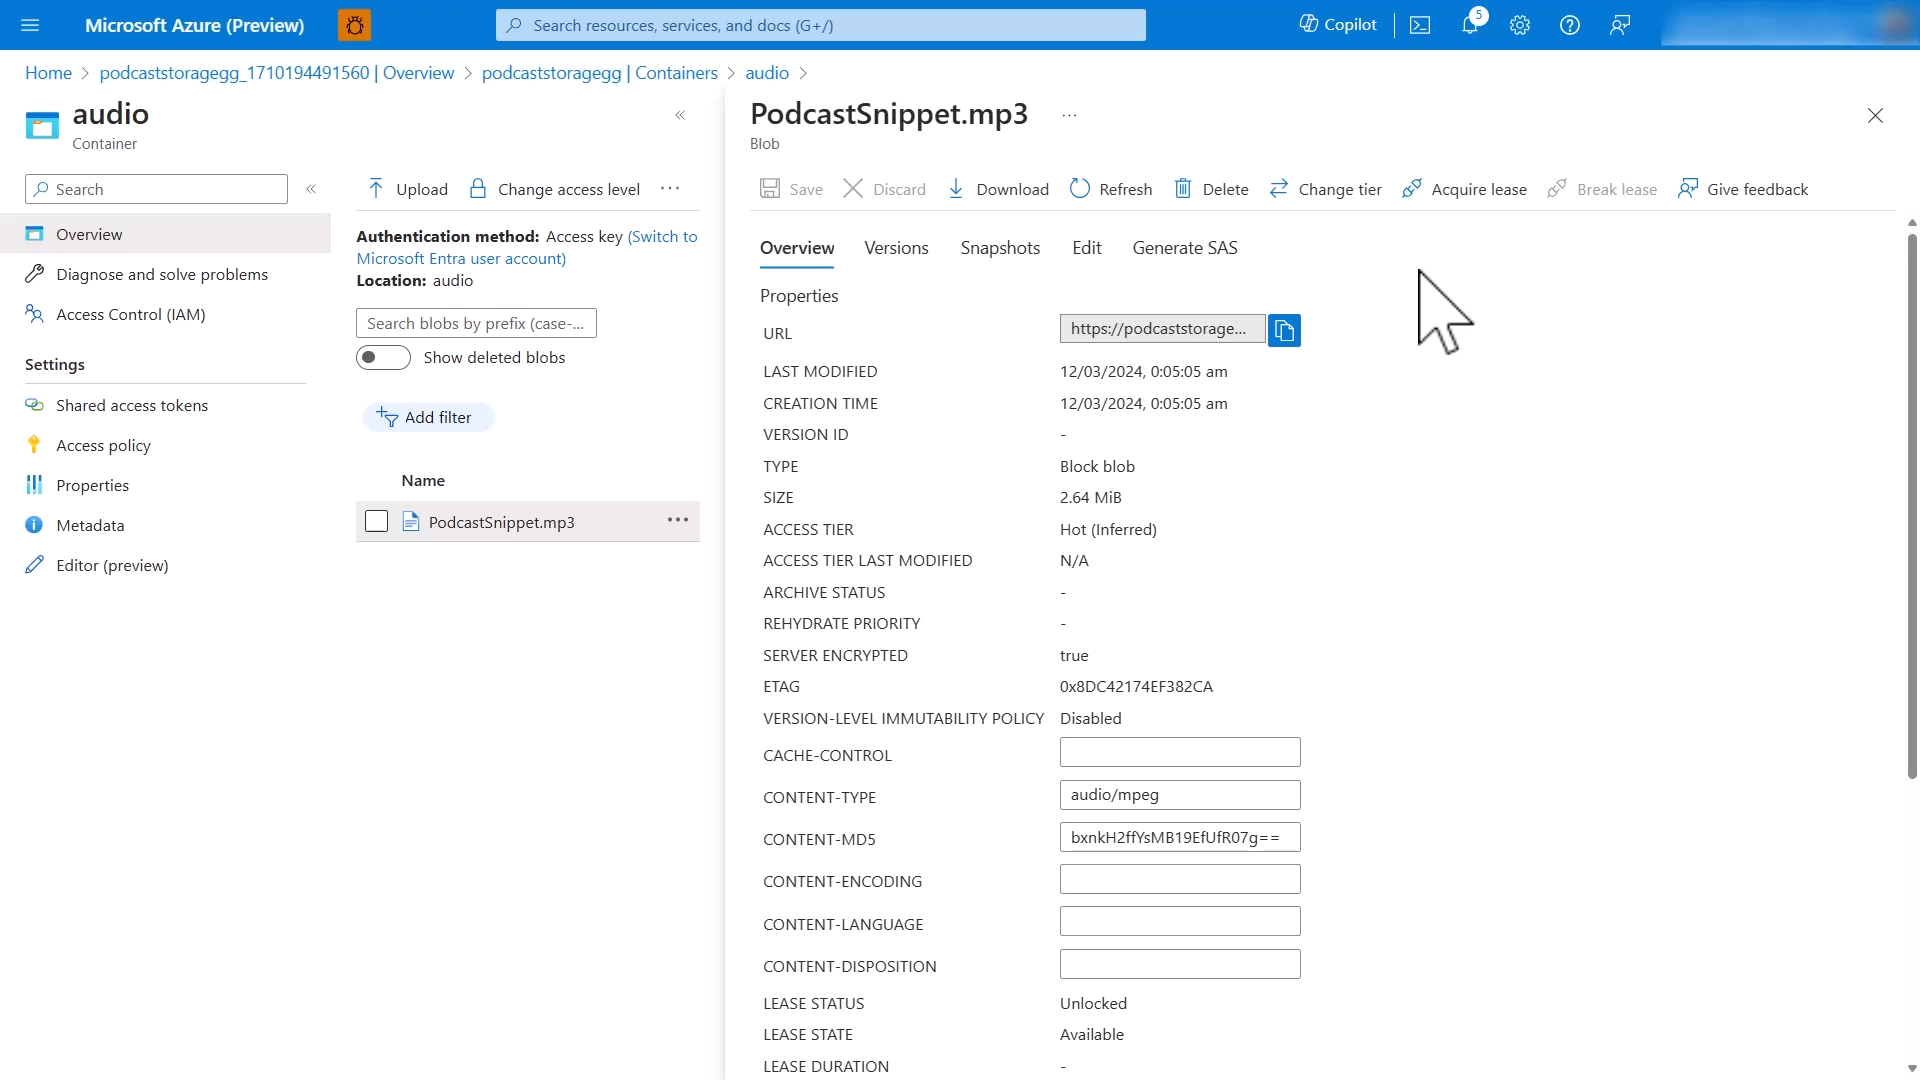 Microsoft Azure (Preview)
Search resources, services, and docs (G+/)
Copilot
5
Home > podcaststoragegg_1710194491560 | Overview > podcaststoragegg | Containers > audio >
audio
Container
Search
Overview
Diagnose and solve problems
Access Control (IAM)
Settings
Shared access tokens
Access policy
Properties
Metadata
Editor (preview)
Upload
Change access level
Authentication method: Access key (Switch to
Microsoft Entra user account)
Location: audio
Search blobs by prefix (case-...
Show deleted blobs
Add filter
Name
PodcastSnippet.mp3
PodcastSnippet.mp3
Blob
Save
Discard
Download
Refresh
Delete
Change tier
Acquire lease
Break lease
Give feedback
Overview
Versions
Snapshots
Edit
Generate SAS
Properties
URL https://podcaststorage...
LAST MODIFIED 12/03/2024, 0:05:05 am
CREATION TIME 12/03/2024, 0:05:05 am
VERSION ID -
TYPE Block blob
SIZE 2.64 MiB
ACCESS TIER Hot (Inferred)
ACCESS TIER LAST MODIFIED N/A
ARCHIVE STATUS -
REHYDRATE PRIORITY -
SERVER ENCRYPTED true
ETAG 0x8DC42174EF382CA
VERSION-LEVEL IMMUTABILITY POLICY Disabled
CACHE-CONTROL
CONTENT-TYPE audio/mpeg
CONTENT-MD5 bxnkH2ffYsMB19EfUfR07g==
CONTENT-ENCODING
CONTENT-LANGUAGE
CONTENT-DISPOSITION
LEASE STATUS Unlocked
LEASE STATE Available
LEASE DURATION -